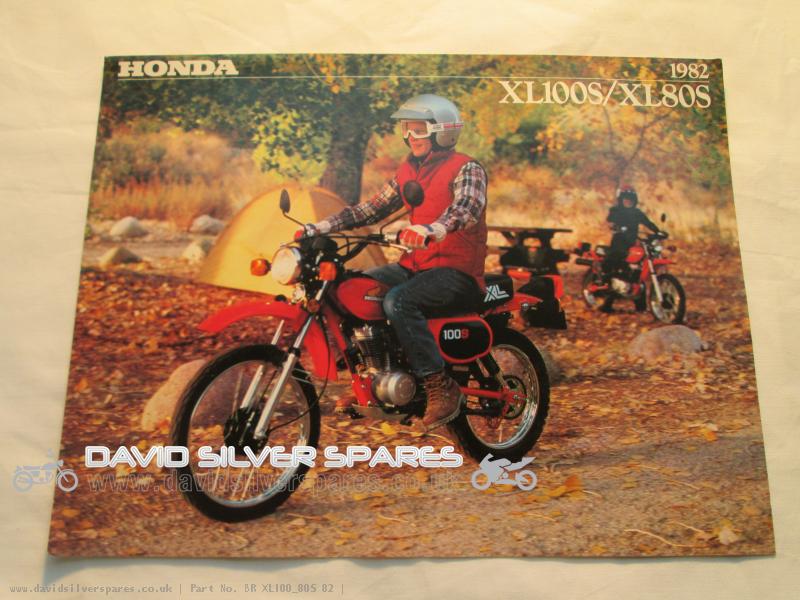 HONDA
1982
XL100S/XL80S
XL
100S
DAVID SILVER SPARES
www.davidsilverspares.co.uk
www.davidsilverspares.co.uk | Part No. BR XL100_80S 82 |